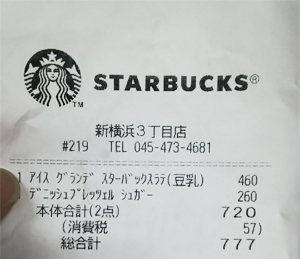 STARBUCKS®
TM
新横浜3丁目店
#219 TEL 045-473-4681
1 アイス グランデ スターバックスラテ(豆乳) 460
1 デニッシュプレッツェル シュガー 260
本体合計(2点) 720
(消費税 57)
総合計 777